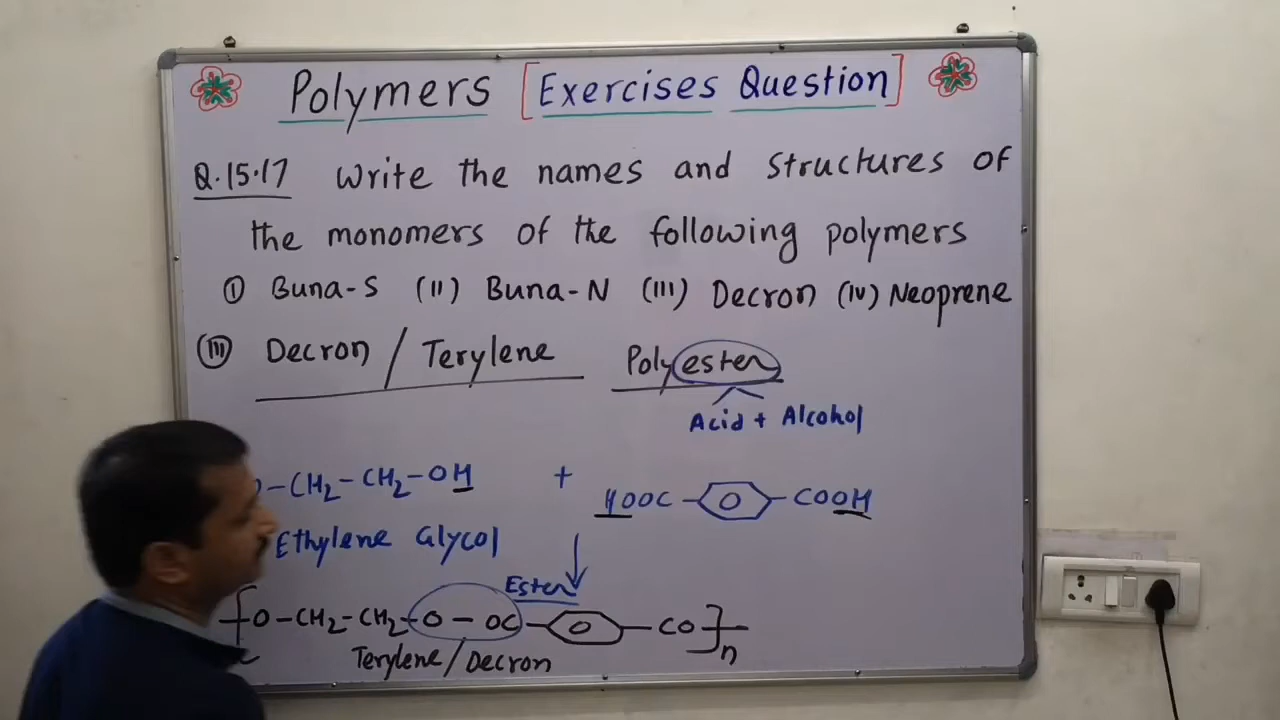 Polymers [Exercises Question]
Q.15.17 Write the names and structures of
the monomers of the following polymers
(I) Buna-S (II) Buna-N (III) Decron (IV) Neoprene
(III) Decron / Terylene Polyester
Acid + Alcohol
O-CH2-CH2-OH + HOOC- -COOH
Ethylene Glycol
Ester
[O-CH2-CH2-O-OC- -CO]n
Terylene/Decron